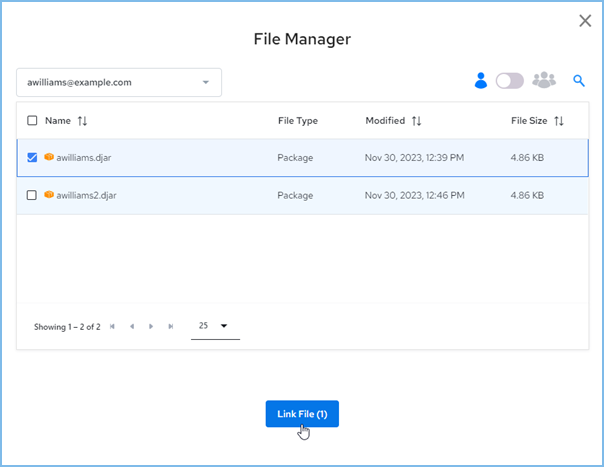 File Manager
awilliams@example.com
Name File Type Modified File Size
awilliams.djar Package Nov 30, 2023, 12:39 PM 4.86 KB
awilliams2.djar Package Nov 30, 2023, 12:46 PM 4.86 KB
Showing 1 – 2 of 2 25
Link File (1)